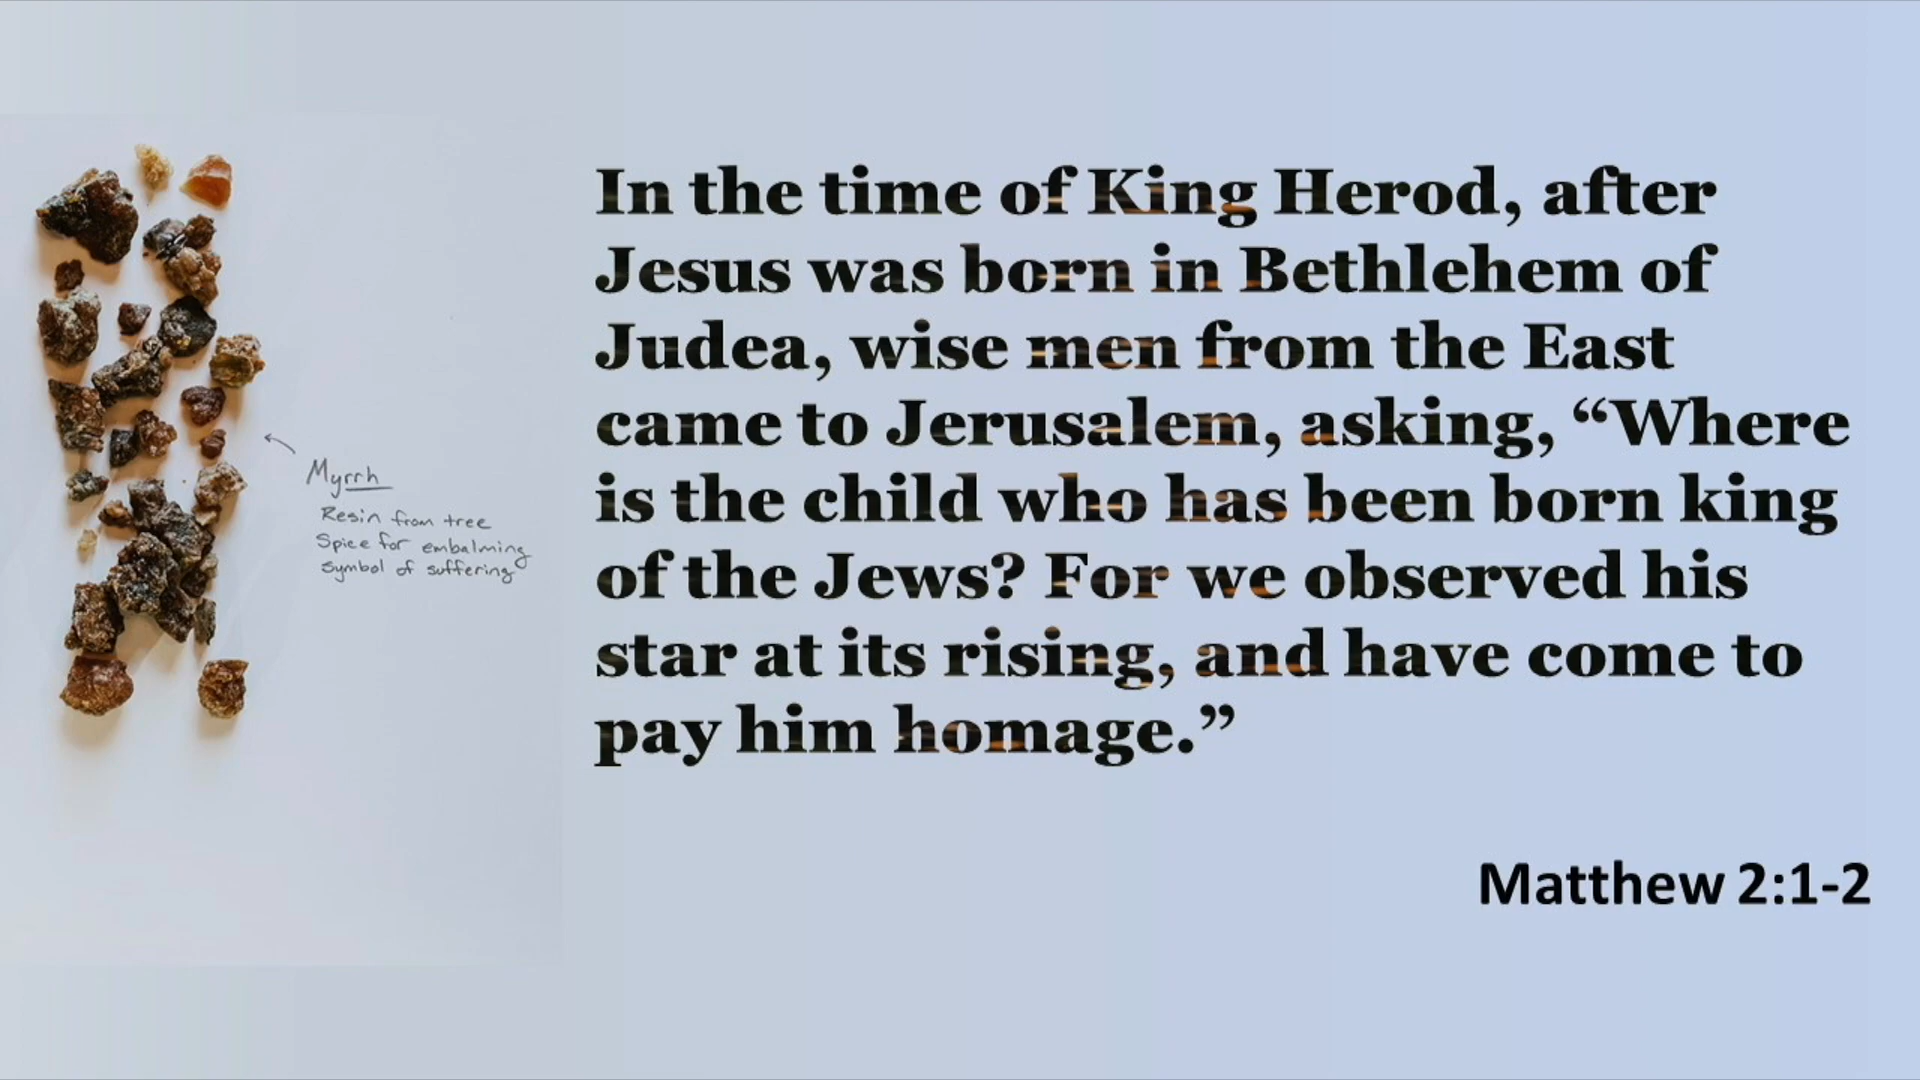 Myrrh
Resin from tree
Spice for embalming
symbol of suffering
In the time of King Herod, after
Jesus was born in Bethlehem of
Judea, wise men from the East
came to Jerusalem, asking, “Where
is the child who has been born king
of the Jews? For we observed his
star at its rising, and have come to
pay him homage.”
Matthew 2:1-2